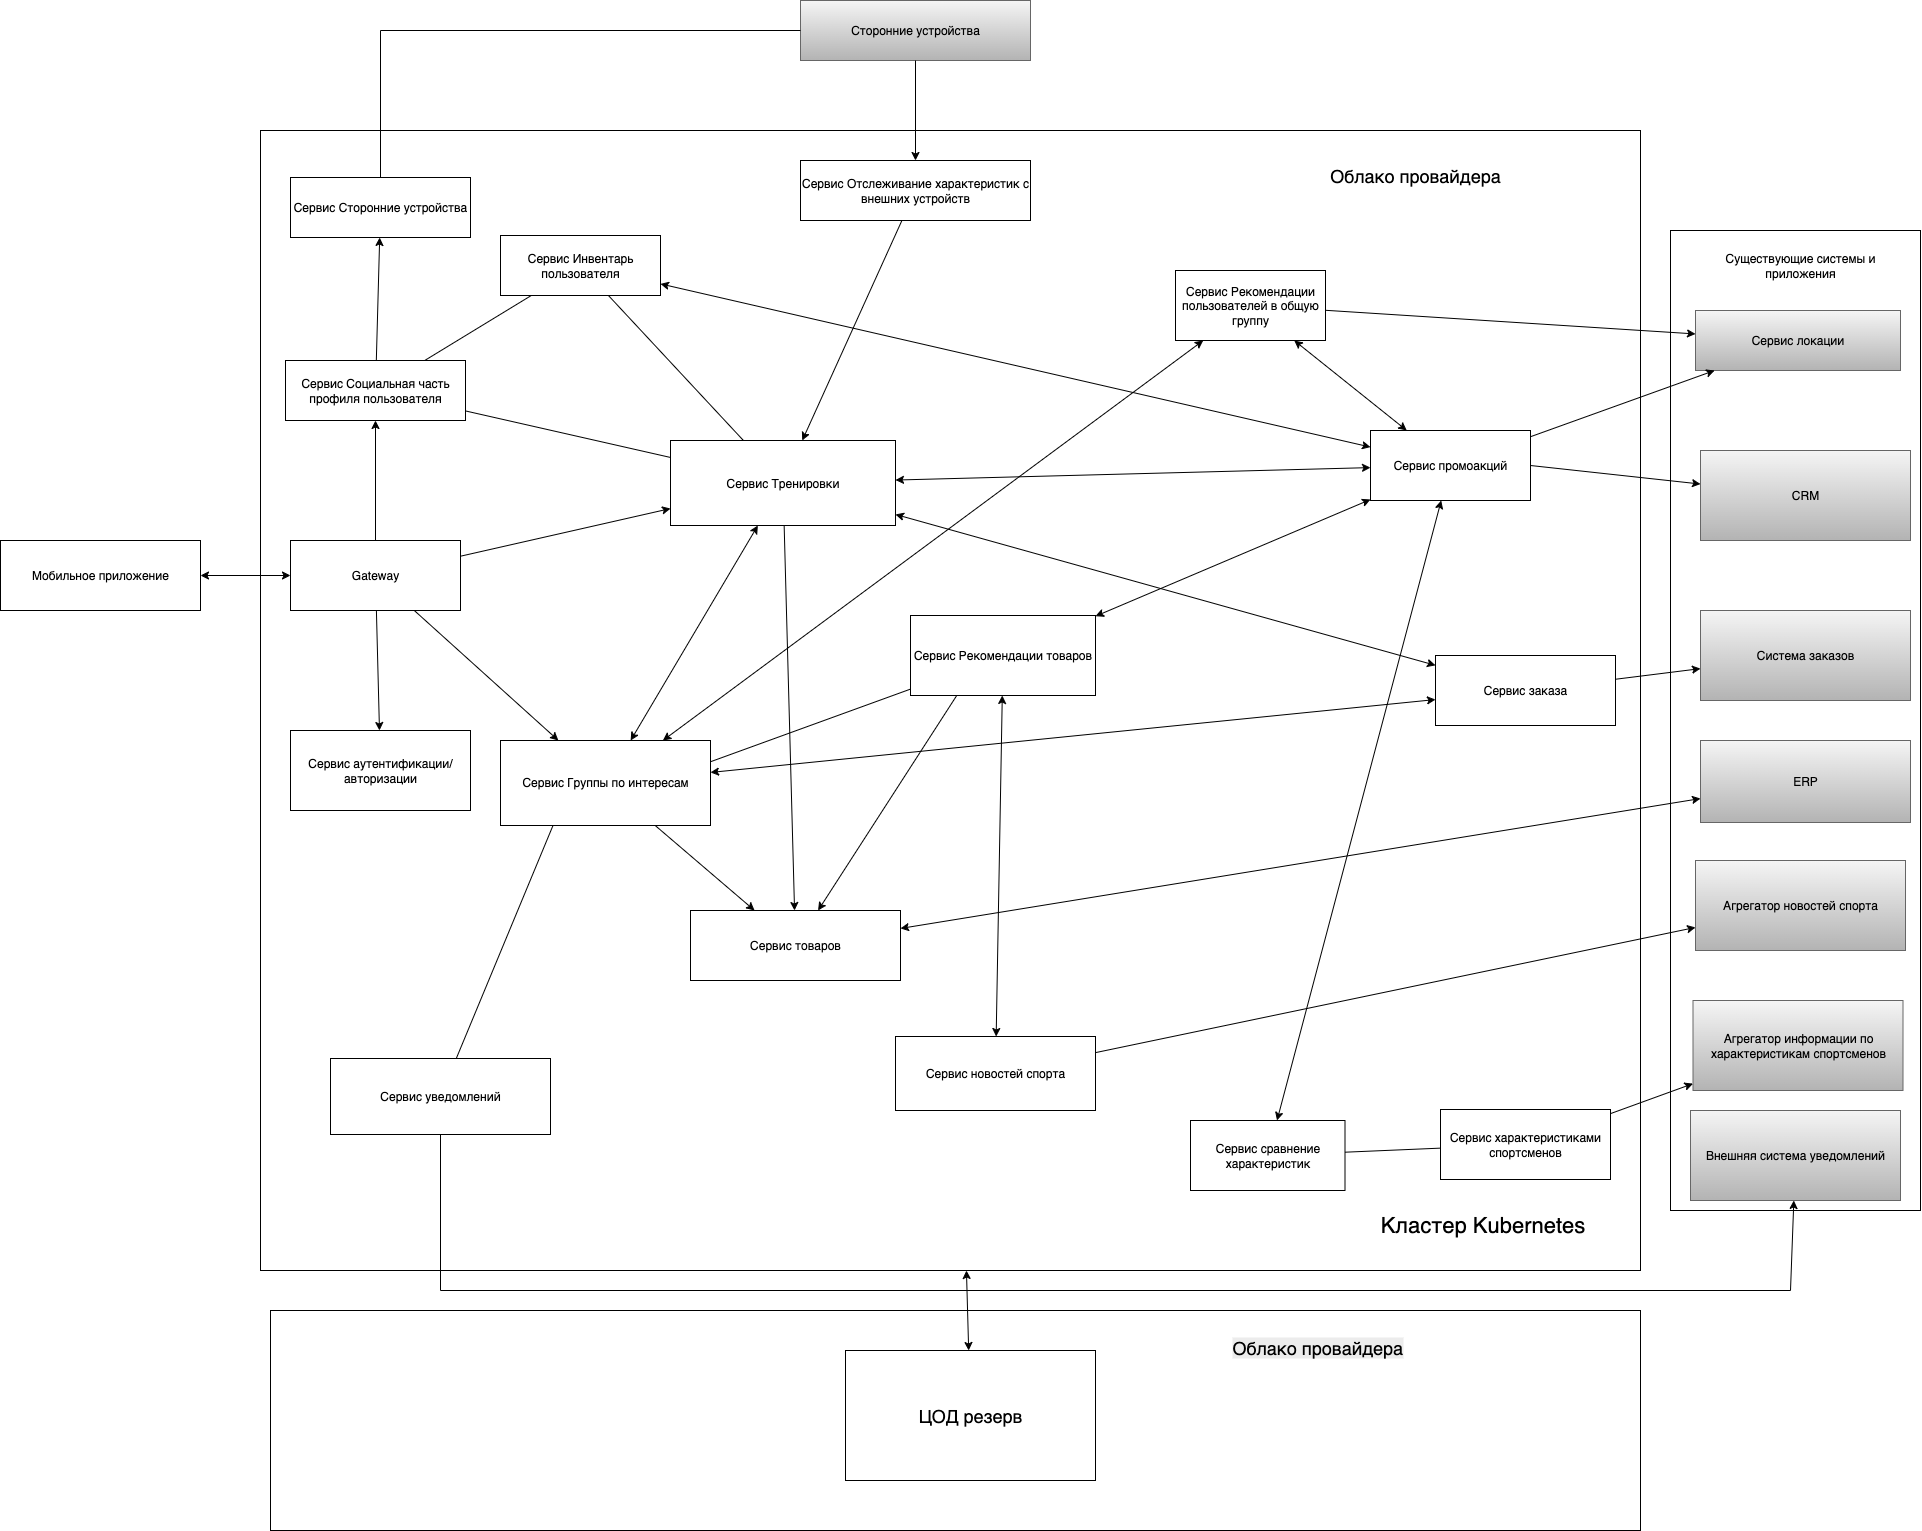 Сторонние устройства
Облако провайдера
Сервис Отслеживание характеристик с
внешних устройств
Сервис Сторонние устройства
Сервис Инвентарь
пользователя
Существующие системы и
приложения
Сервис Рекомендации
пользователей в общую
группу
Сервис локации
Сервис Социальная часть
профиля пользователя
Сервис Тренировки
Сервис промоакций
CRM
Мобильное приложение
Gateway
Сервис Рекомендации товаров
Сервис заказа
Система заказов
Сервис аутентификации/
авторизации
Сервис Группы по интересам
ERP
Сервис товаров
Агрегатор новостей спорта
Сервис новостей спорта
Агрегатор информации по
характеристикам спортсменов
Сервис уведомлений
Сервис сравнение
характеристик
Сервис характеристиками
спортсменов
Внешняя система уведомлений
Кластер Kubernetes
Облако провайдера
ЦОД резерв